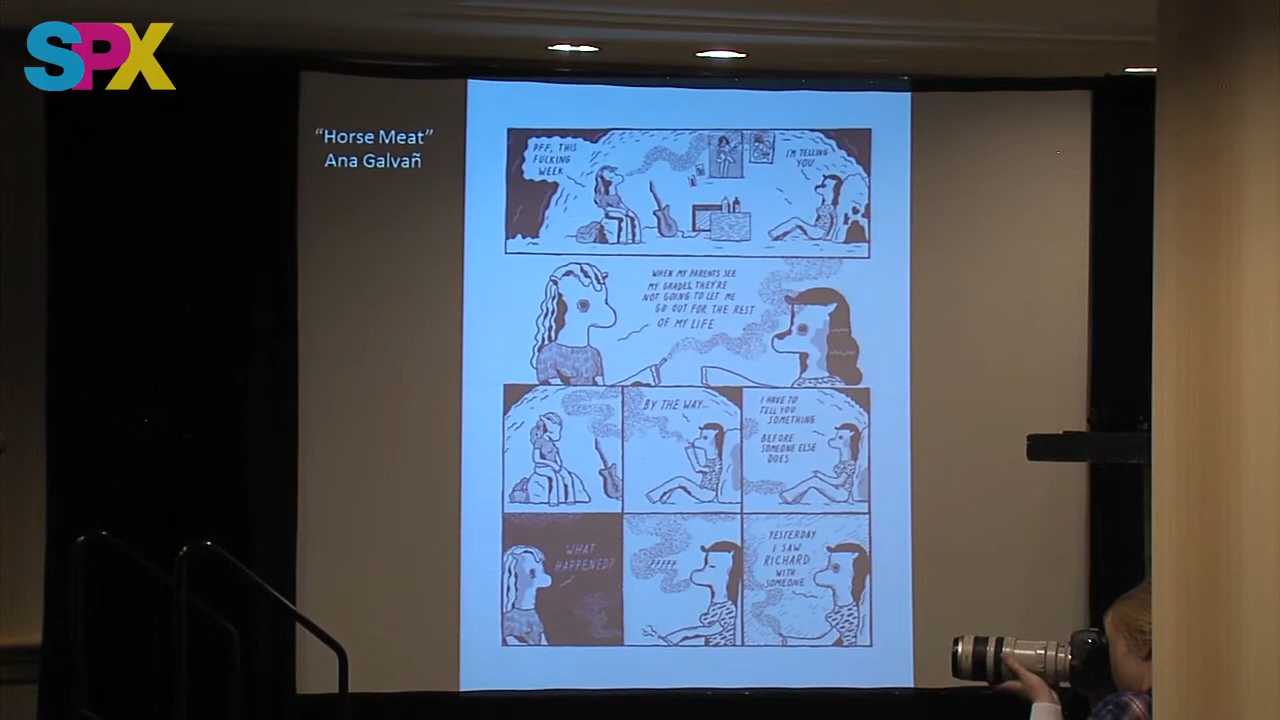 SPX
“Horse Meat”
Ana Galvañ
PFF, THIS
FUCKING
WEEK
I'M TELLING
YOU
WHEN MY PARENTS SEE
MY GRADES, THEY'RE
NOT GOING TO LET ME
GO OUT FOR THE REST
OF MY LIFE
BY THE WAY...
I HAVE TO
TELL YOU
SOMETHING
BEFORE
SOMEONE ELSE
DOES
WHAT
HAPPENED?
PFFFF
YESTERDAY
I SAW
RICHARD
WITH
SOMEONE